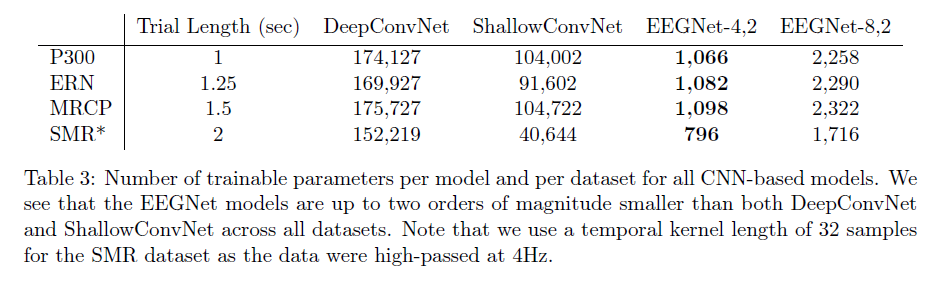 Trial Length (sec) DeepConvNet ShallowConvNet EEGNet-4,2 EEGNet-8,2
P300 1 174,127 104,002 1,066 2,258
ERN 1.25 169,927 91,602 1,082 2,290
MRCP 1.5 175,727 104,722 1,098 2,322
SMR* 2 152,219 40,644 796 1,716
Table 3: Number of trainable parameters per model and per dataset for all CNN-based models. We
see that the EEGNet models are up to two orders of magnitude smaller than both DeepConvNet
and ShallowConvNet across all datasets. Note that we use a temporal kernel length of 32 samples
for the SMR dataset as the data were high-passed at 4Hz.